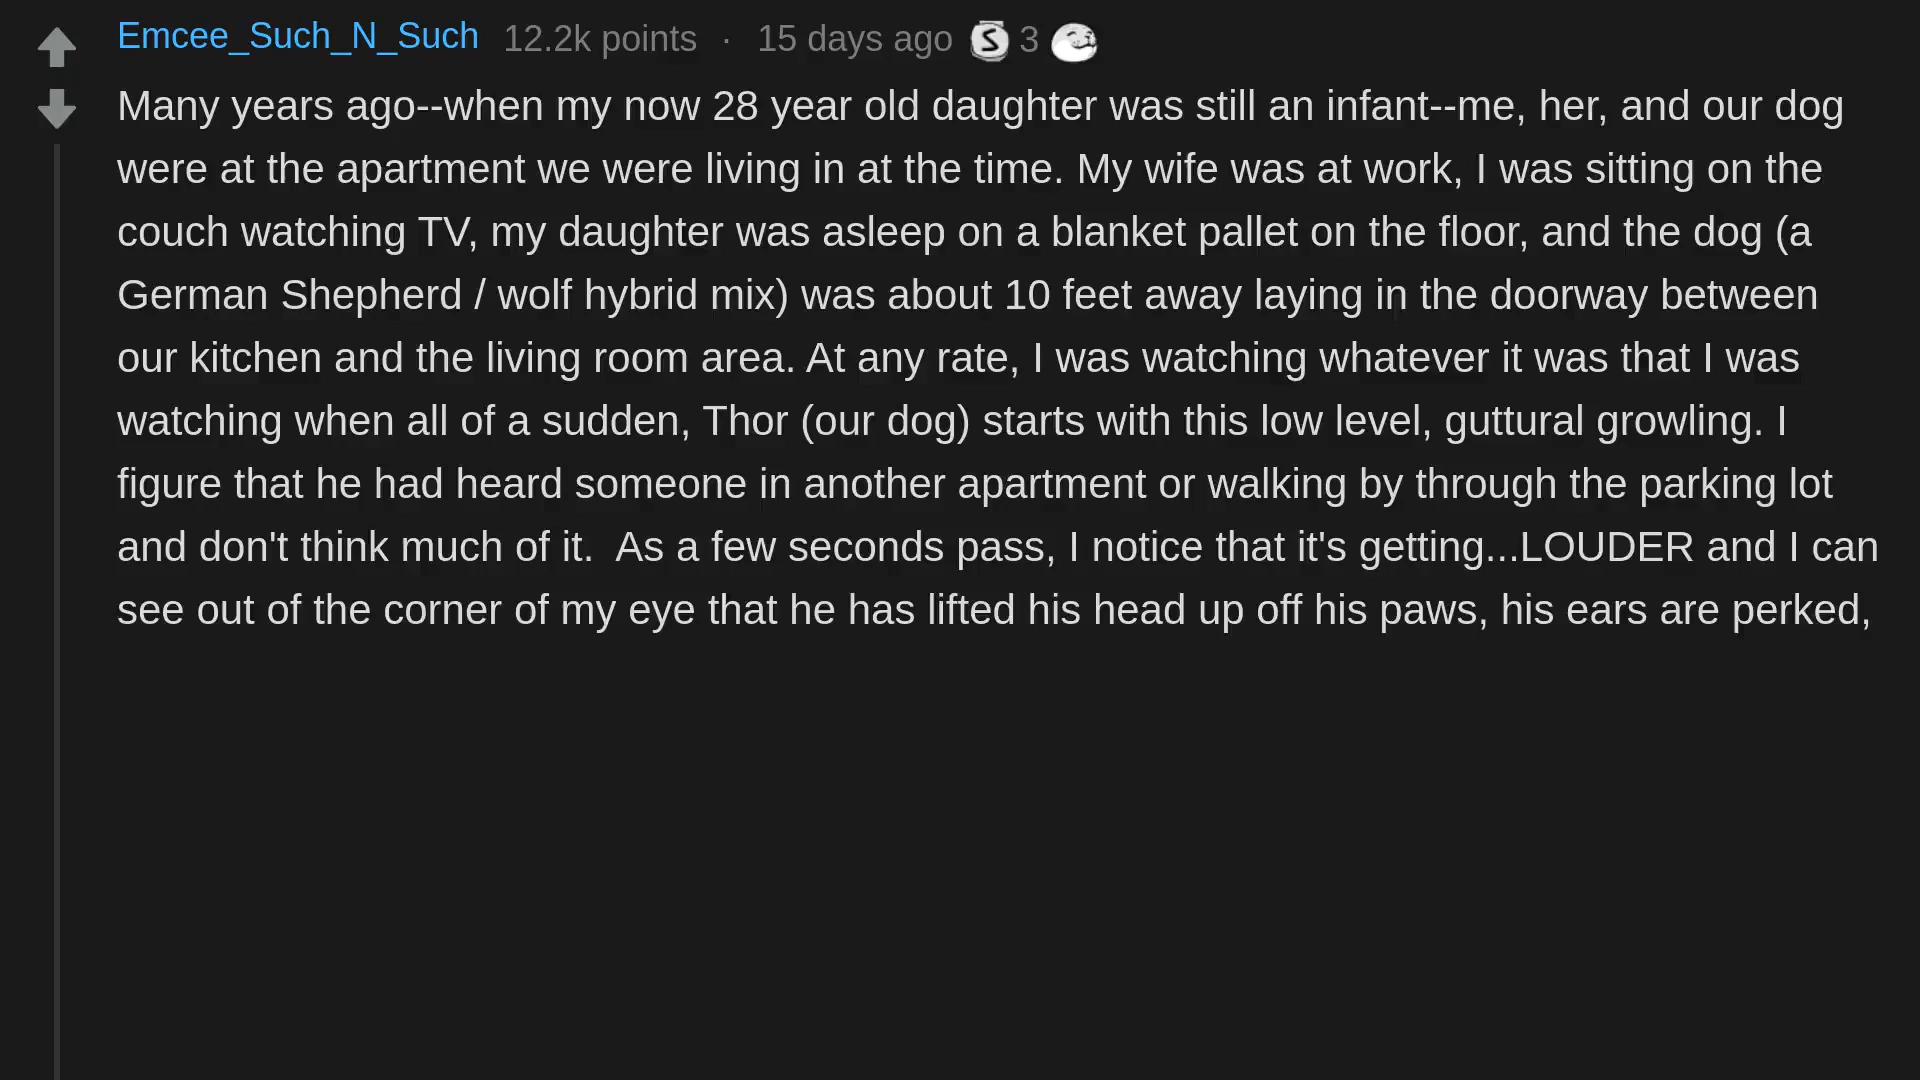 Emcee_Such_N_Such 12.2k points · 15 days ago S 3
Many years ago--when my now 28 year old daughter was still an infant--me, her, and our dog
were at the apartment we were living in at the time. My wife was at work, I was sitting on the
couch watching TV, my daughter was asleep on a blanket pallet on the floor, and the dog (a
German Shepherd / wolf hybrid mix) was about 10 feet away laying in the doorway between
our kitchen and the living room area. At any rate, I was watching whatever it was that I was
watching when all of a sudden, Thor (our dog) starts with this low level, guttural growling. I
figure that he had heard someone in another apartment or walking by through the parking lot
and don't think much of it.  As a few seconds pass, I notice that it's getting...LOUDER and I can
see out of the corner of my eye that he has lifted his head up off his paws, his ears are perked,